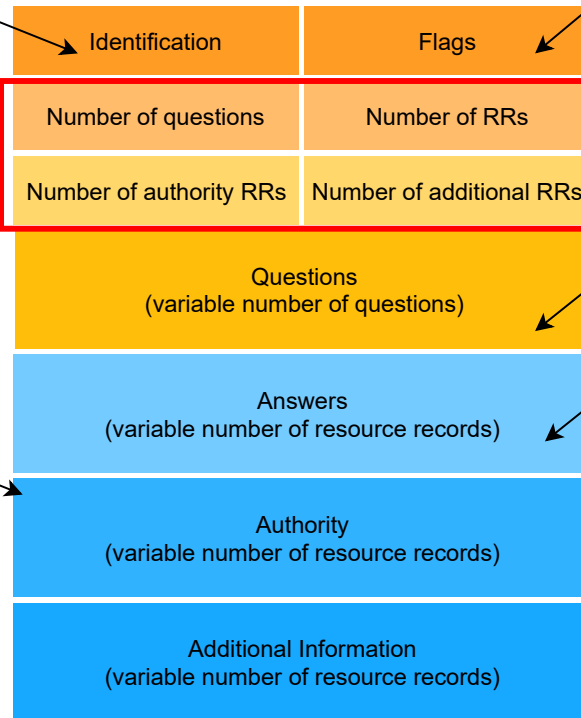 Identification
Flags
Number of questions
Number of RRs
Number of authority RRs
Number of additional RRs
Questions
(variable number of questions)
Answers
(variable number of resource records)
Authority
(variable number of resource records)
Additional Information
(variable number of resource records)